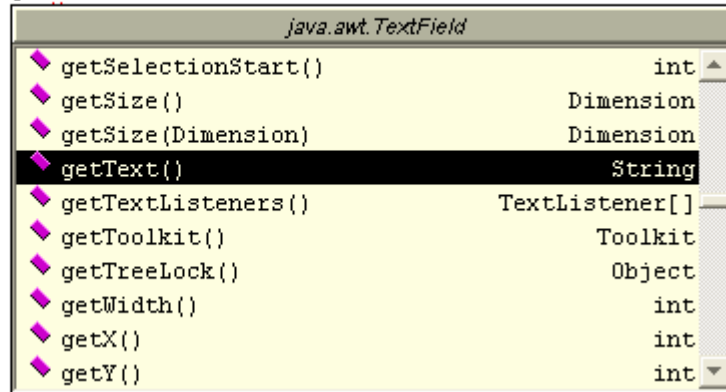 java.awt.TextField
getSelectionStart() int
getSize() Dimension
getSize(Dimension) Dimension
getText() String
getTextListeners() TextListener[]
getToolkit() Toolkit
getTreeLock() Object
getWidth() int
getX() int
getY() int